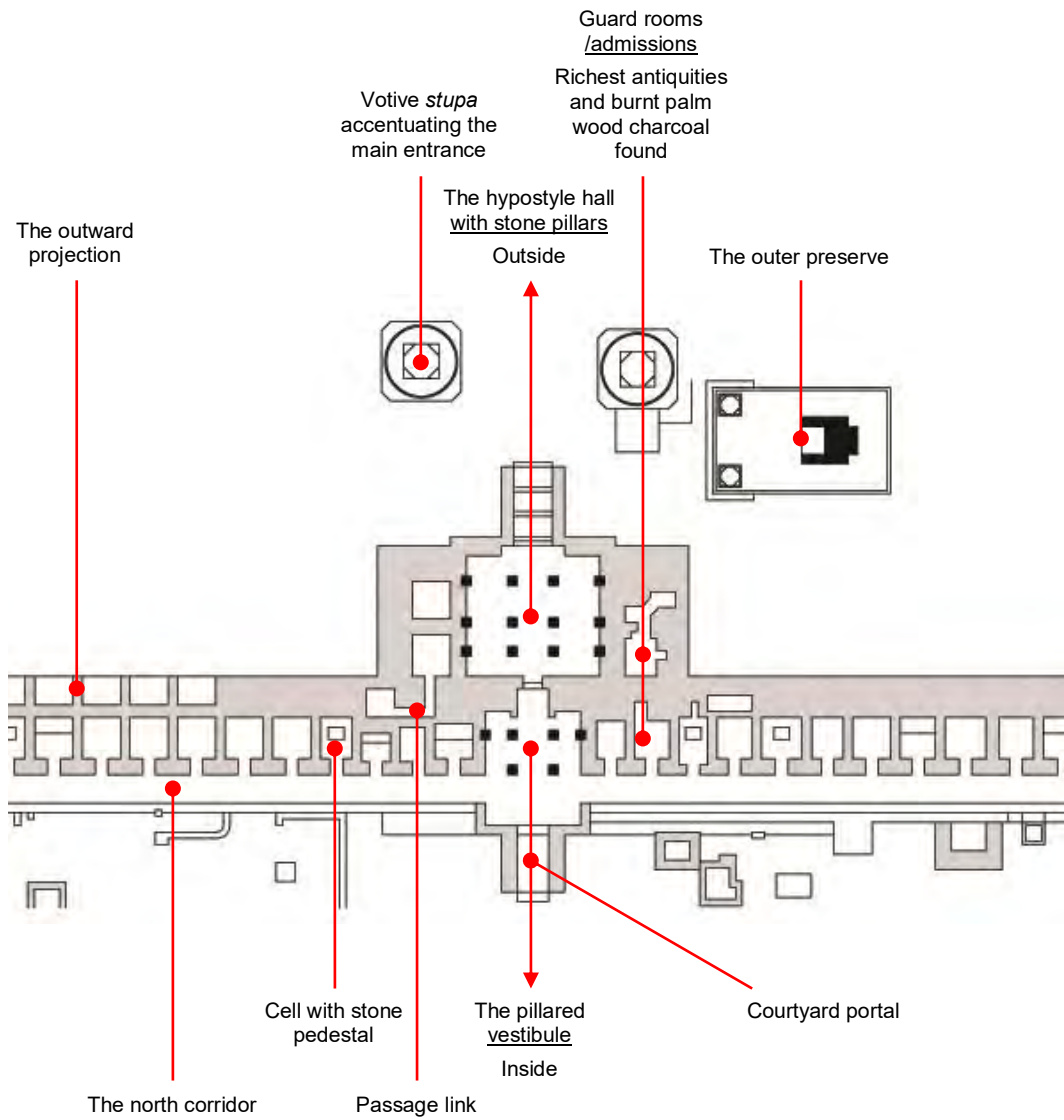 Guard rooms
/admissions
Richest antiquities
and burnt palm
wood charcoal
found
Votive stupa
accentuating the
main entrance
The hypostyle hall
with stone pillars
Outside
The outward
projection
The outer preserve
Cell with stone
pedestal
The pillared
vestibule
Inside
Courtyard portal
The north corridor
Passage link